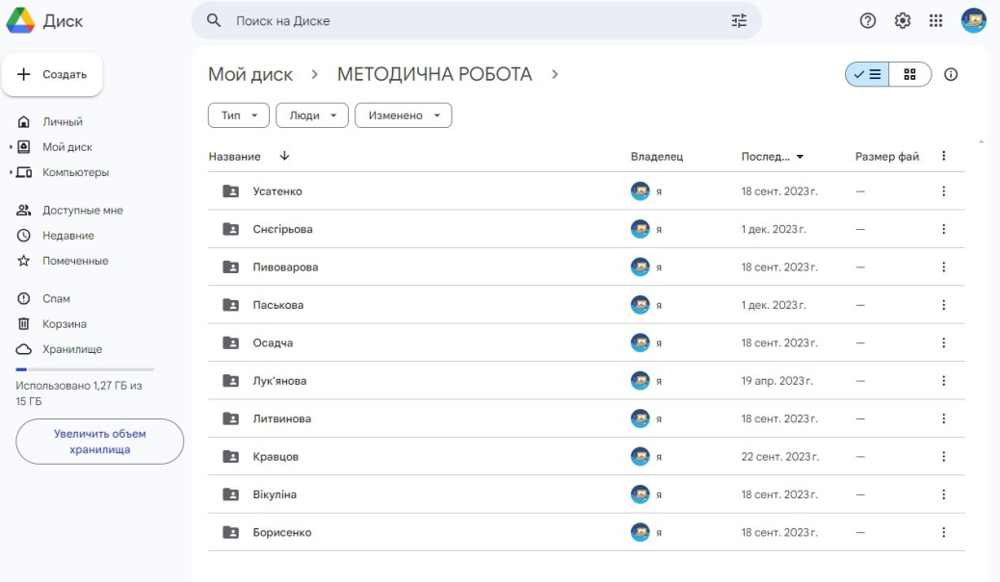 Диск
Поиск на Диске
Создать
Личный
Мой диск
Компьютеры
Доступные мне
Недавние
Помеченные
Спам
Корзина
Хранилище
Использовано 1,27 ГБ из
15 ГБ
Увеличить объем
хранилища
Мой диск > МЕТОДИЧНА РОБОТА >
Тип Люди Изменено
Название Владелец Послед... Размер фай
Усатенко я 18 сент. 2023 г. —
Снєгірьова я 1 дек. 2023 г. —
Пивоварова я 18 сент. 2023 г. —
Паськова я 1 дек. 2023 г. —
Осадча я 18 сент. 2023 г. —
Лук'янова я 19 апр. 2023 г. —
Литвинова я 18 сент. 2023 г. —
Кравцов я 22 сент. 2023 г. —
Вікуліна я 18 сент. 2023 г. —
Борисенко я 18 сент. 2023 г. —